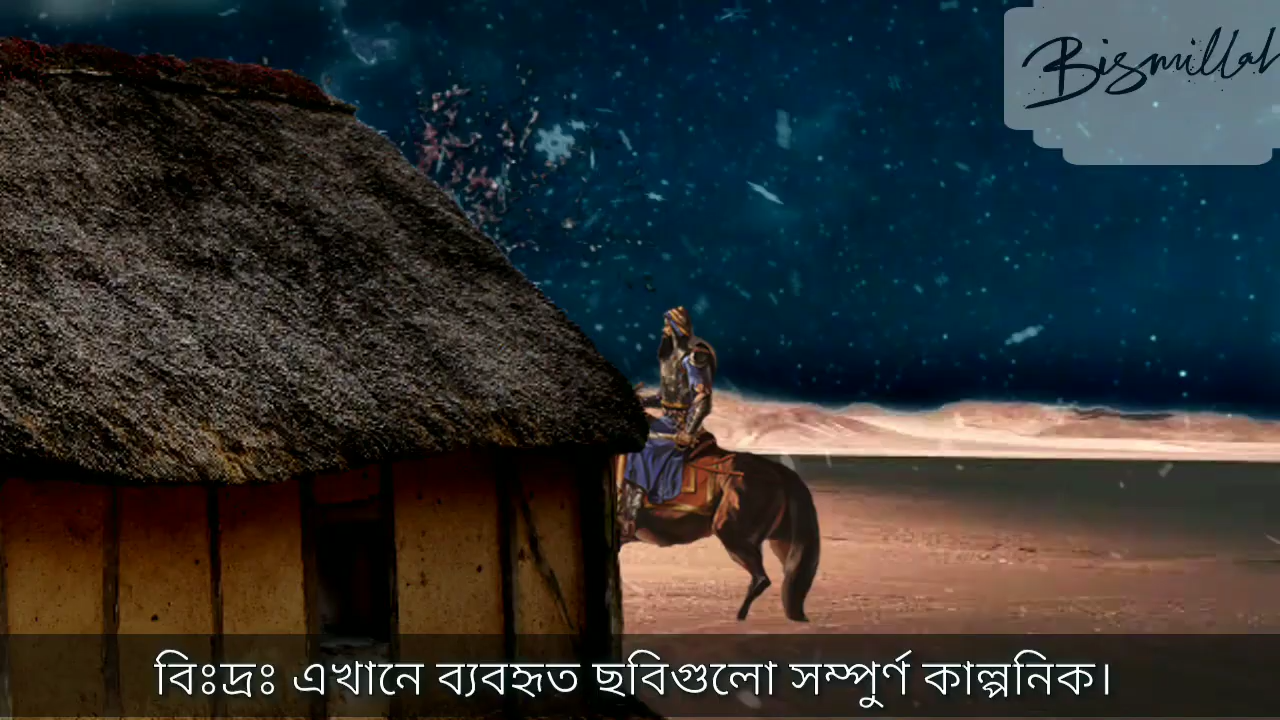 Bismillah
বিঃদ্রঃ এখানে ব্যবহৃত ছবিগুলো সম্পুর্ণ কাল্পনিক।